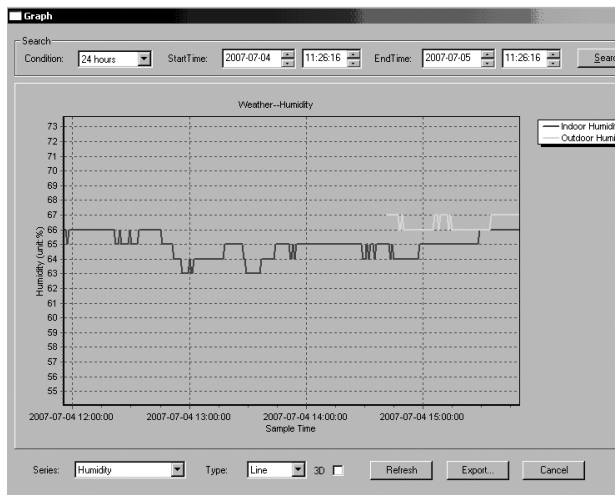 Graph
Search
Condition: 24 hours StartTime: 2007-07-04 11:26:16 EndTime: 2007-07-05 11:26:16
Weather--Humidity
Indoor
Outdoor
73
72
71
70
69
68
67
66
65
64
63
62
61
60
59
58
57
56
55
Humidity (unit:%)
2007-07-04 12:00:00 2007-07-04 13:00:00 2007-07-04 14:00:00 2007-07-04 15:00:00
Sample Time
Series: Humidity Type: Line 3D Refresh Export... Cancel